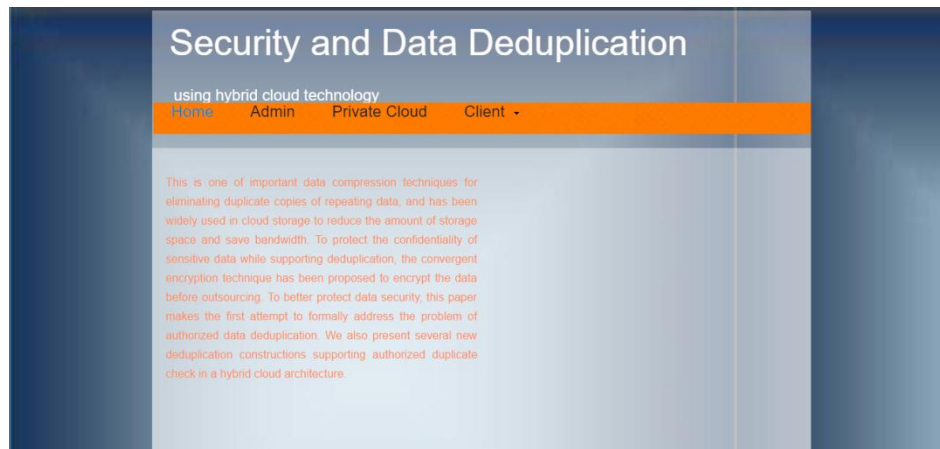 Security and Data Deduplication
using hybrid cloud technology
Home Admin Private Cloud Client
This is one of important data compression techniques for
eliminating duplicate copies of repeating data, and has been
widely used in cloud storage to reduce the amount of storage
space and save bandwidth. To protect the confidentiality of
sensitive data while supporting deduplication, the convergent
encryption technique has been proposed to encrypt the data
before outsourcing. To better protect data security, this paper
makes the first attempt to formally address the problem of
authorized data deduplication. We also present several new
deduplication constructions supporting authorized duplicate
check in a hybrid cloud architecture.